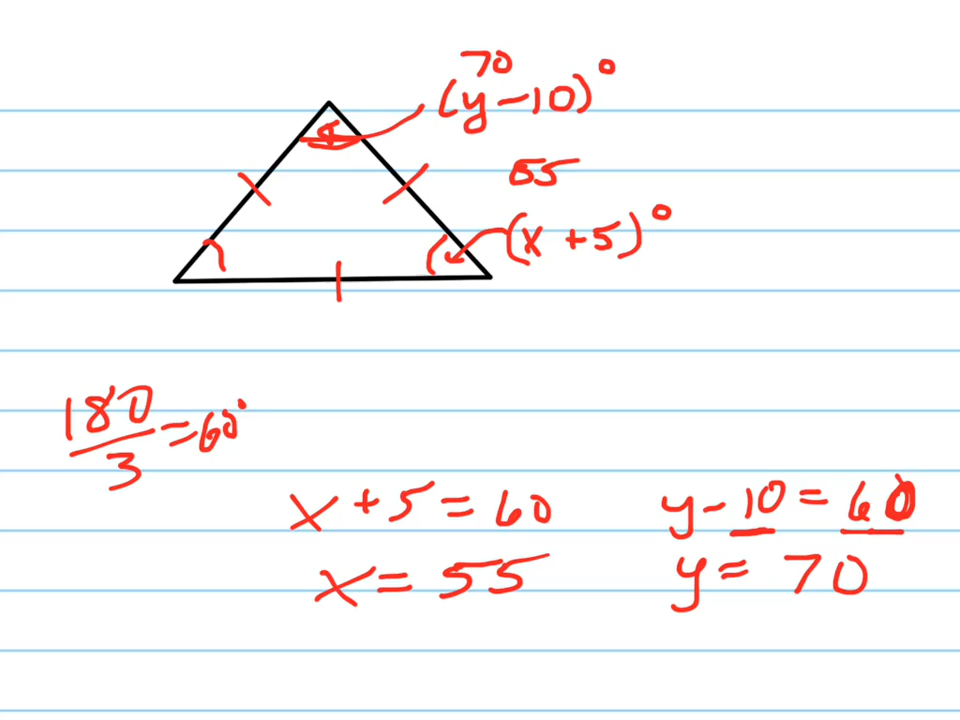 70
(y-10)°
55
(x+5)°
180/3=60°
x+5=60
y-10=60
x=55
y=70